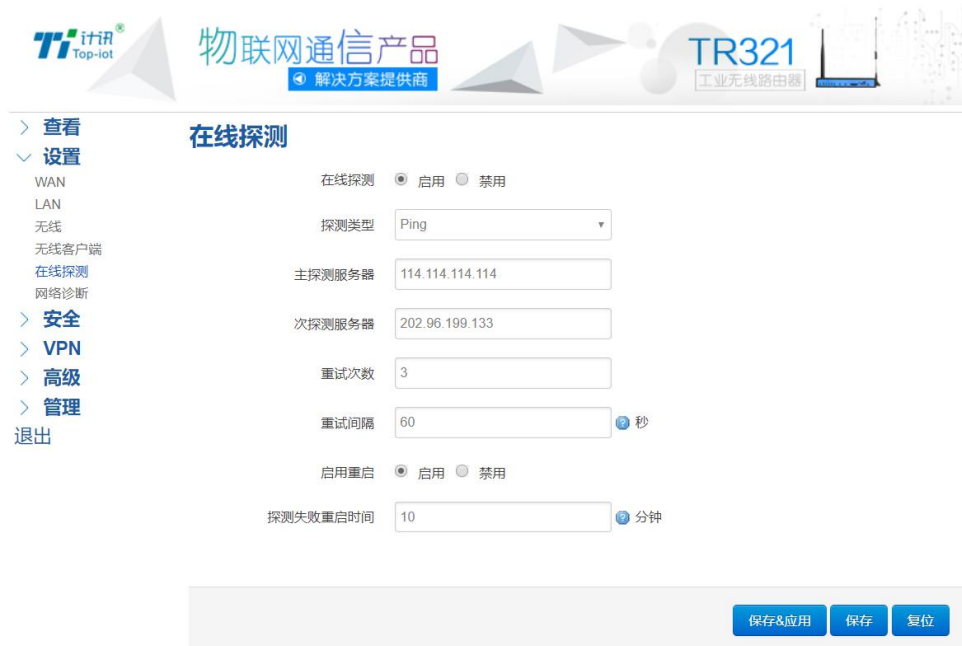 计讯®
Top-iot
物联网通信产品
解决方案提供商
TR321
工业无线路由器
查看
设置
WAN
LAN
无线
无线客户端
在线探测
网络诊断
安全
VPN
高级
管理
退出
在线探测
在线探测 启用 禁用
探测类型 Ping
主探测服务器 114.114.114.114
次探测服务器 202.96.199.133
重试次数 3
重试间隔 60 秒
启用重启 启用 禁用
探测失败重启时间 10 分钟
保存&应用 保存 复位